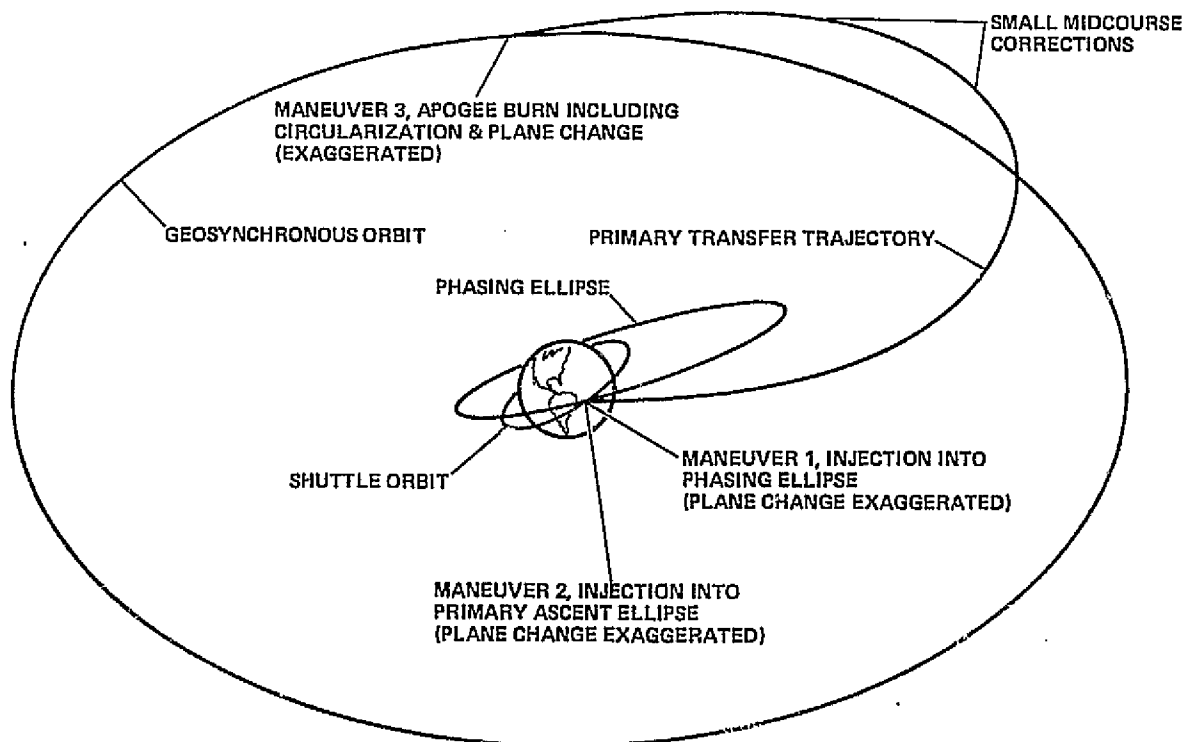 SMALL MIDCOURSE
CORRECTIONS
MANEUVER 3, APOGEE BURN INCLUDING
CIRCULARIZATION & PLANE CHANGE
(EXAGGERATED)
GEOSYNCHRONOUS ORBIT
PRIMARY TRANSFER TRAJECTORY
PHASING ELLIPSE
SHUTTLE ORBIT
MANEUVER 1, INJECTION INTO
PHASING ELLIPSE
(PLANE CHANGE EXAGGERATED)
MANEUVER 2, INJECTION INTO
PRIMARY ASCENT ELLIPSE
(PLANE CHANGE EXAGGERATED)